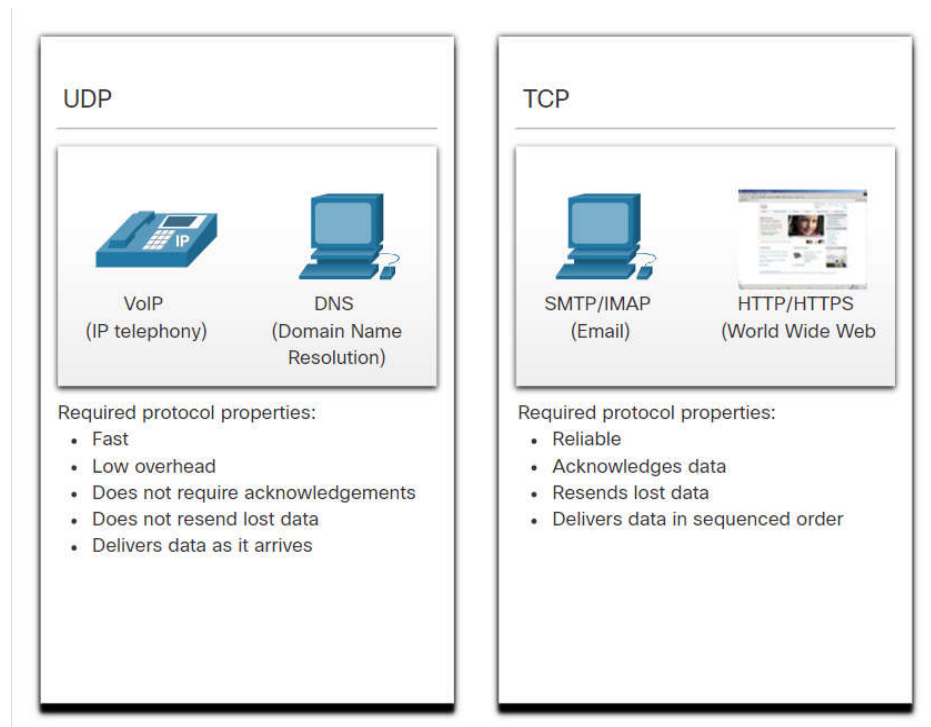 UDP
IP
VoIP
(IP telephony)
DNS
(Domain Name
Resolution)
Required protocol properties:
• Fast
• Low overhead
• Does not require acknowledgements
• Does not resend lost data
• Delivers data as it arrives
TCP
SMTP/IMAP
(Email)
HTTP/HTTPS
(World Wide Web
Required protocol properties:
• Reliable
• Acknowledges data
• Resends lost data
• Delivers data in sequenced order